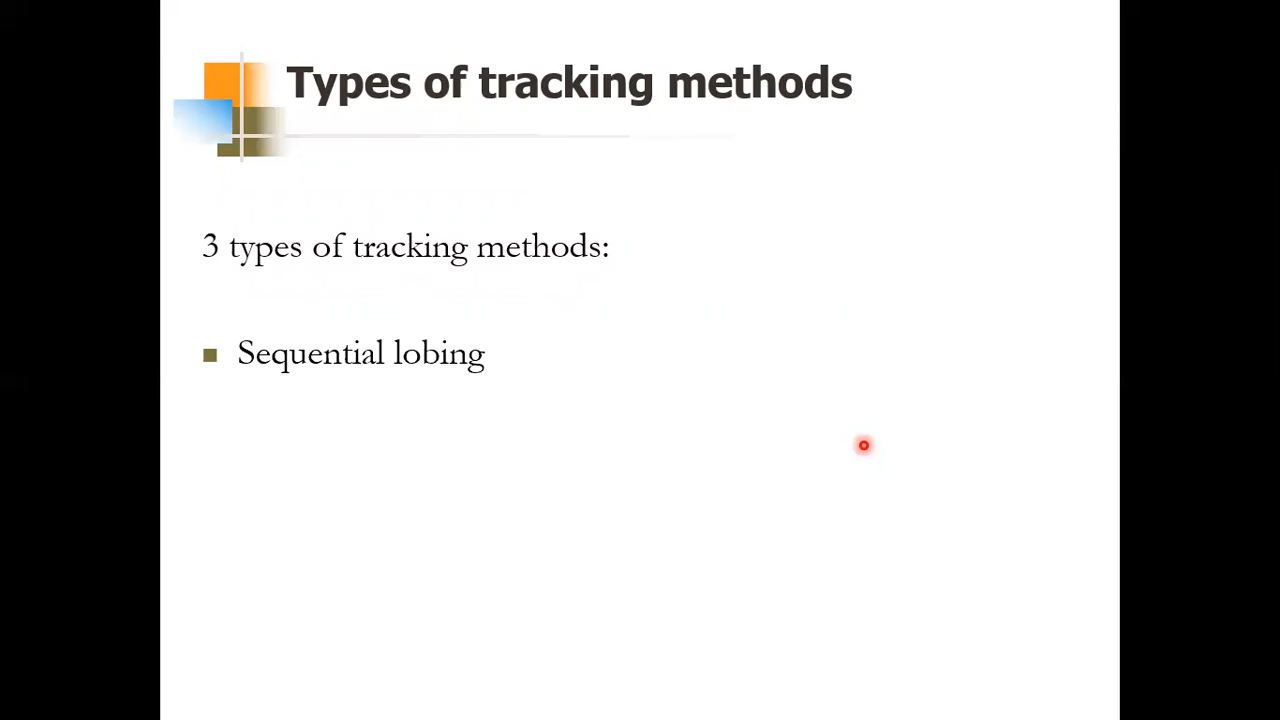 Types of tracking methods
3 types of tracking methods:
Sequential lobing